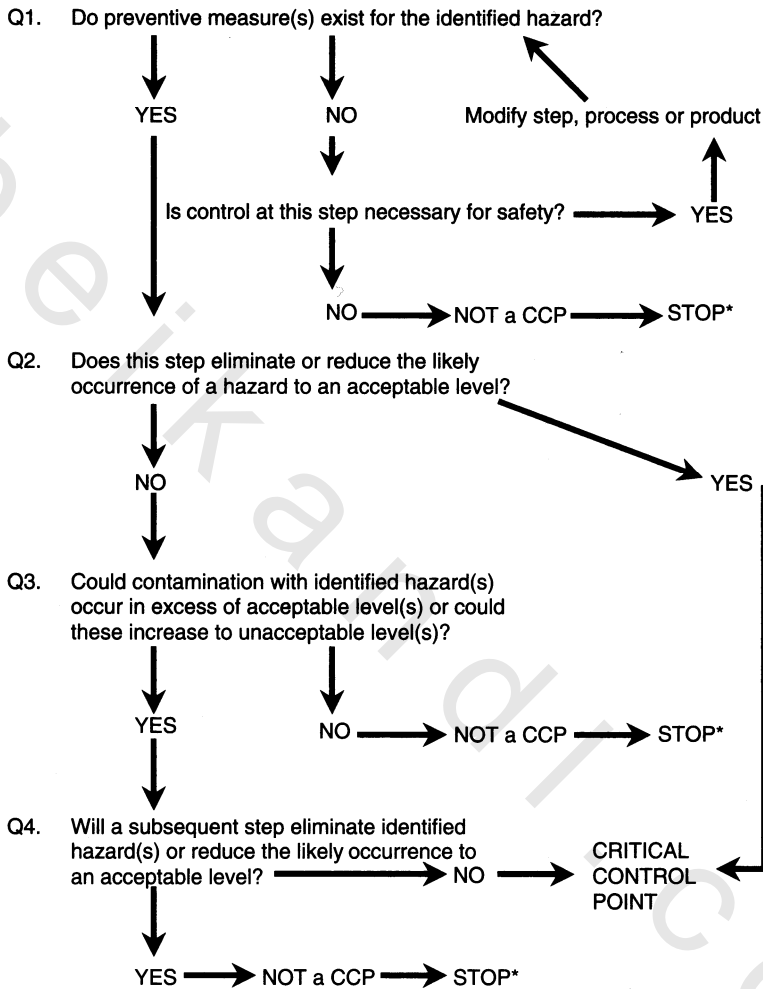 Q1. Do preventive measure(s) exist for the identified hazard?
YES NO Modify step, process or product
Is control at this step necessary for safety? YES
NO NOT a CCP STOP*
Q2. Does this step eliminate or reduce the likely
occurrence of a hazard to an acceptable level?
NO YES
Q3. Could contamination with identified hazard(s)
occur in excess of acceptable level(s) or could
these increase to unacceptable level(s)?
YES NO NOT a CCP STOP*
Q4. Will a subsequent step eliminate identified
hazard(s) or reduce the likely occurrence to
an acceptable level? NO
CRITICAL
CONTROL
POINT
YES NOT a CCP STOP*